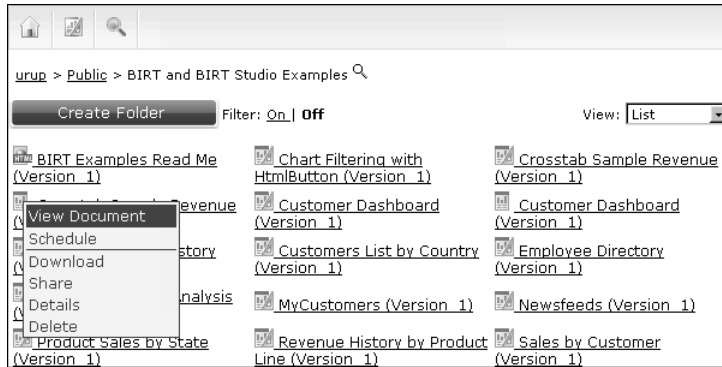 urup > Public > BIRT and BIRT Studio Examples
Create Folder Filter: On | Off View: List
BIRT Examples Read Me (Version 1)
Chart Filtering with HtmlButton (Version 1)
Crosstab Sample Revenue (Version 1)
evenue
Customer Dashboard (Version 1)
Customer Dashboard (Version 1)
View Document
Schedule
Download
Share
Details
Delete
story
Customers List by Country (Version 1)
Employee Directory (Version 1)
nalysis
MyCustomers (Version 1)
Newsfeeds (Version 1)
Product Sales by State (Version 1)
Revenue History by Product Line (Version 1)
Sales by Customer (Version 1)